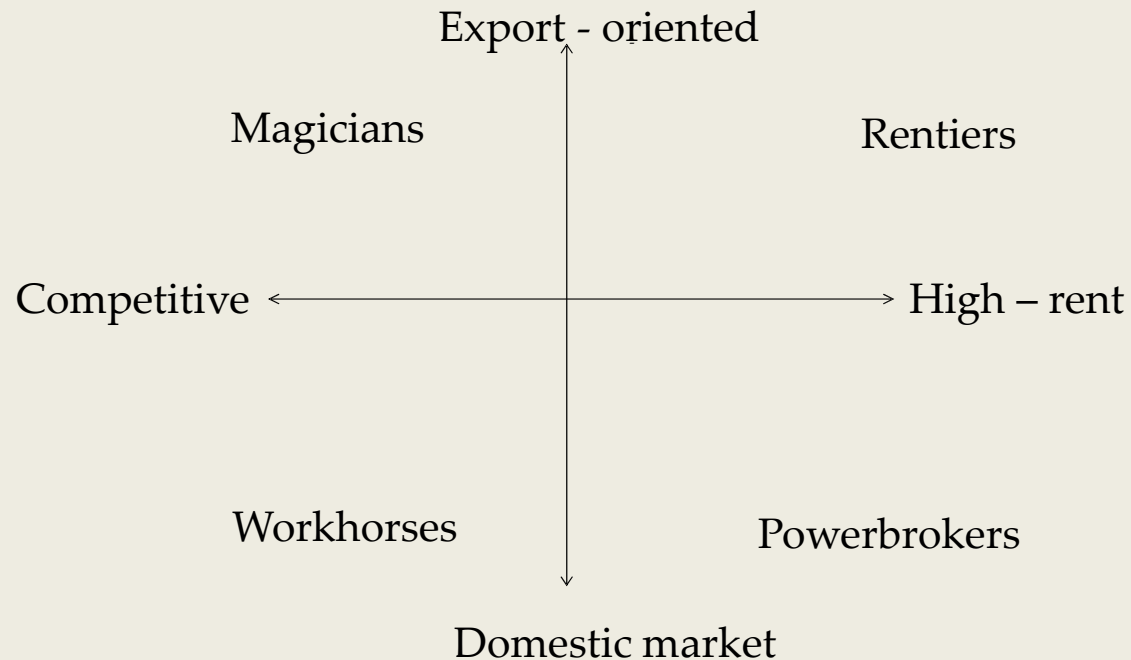 Export - oriented
Magicians
Rentiers
Competitive
High – rent
Workhorses
Powerbrokers
Domestic market